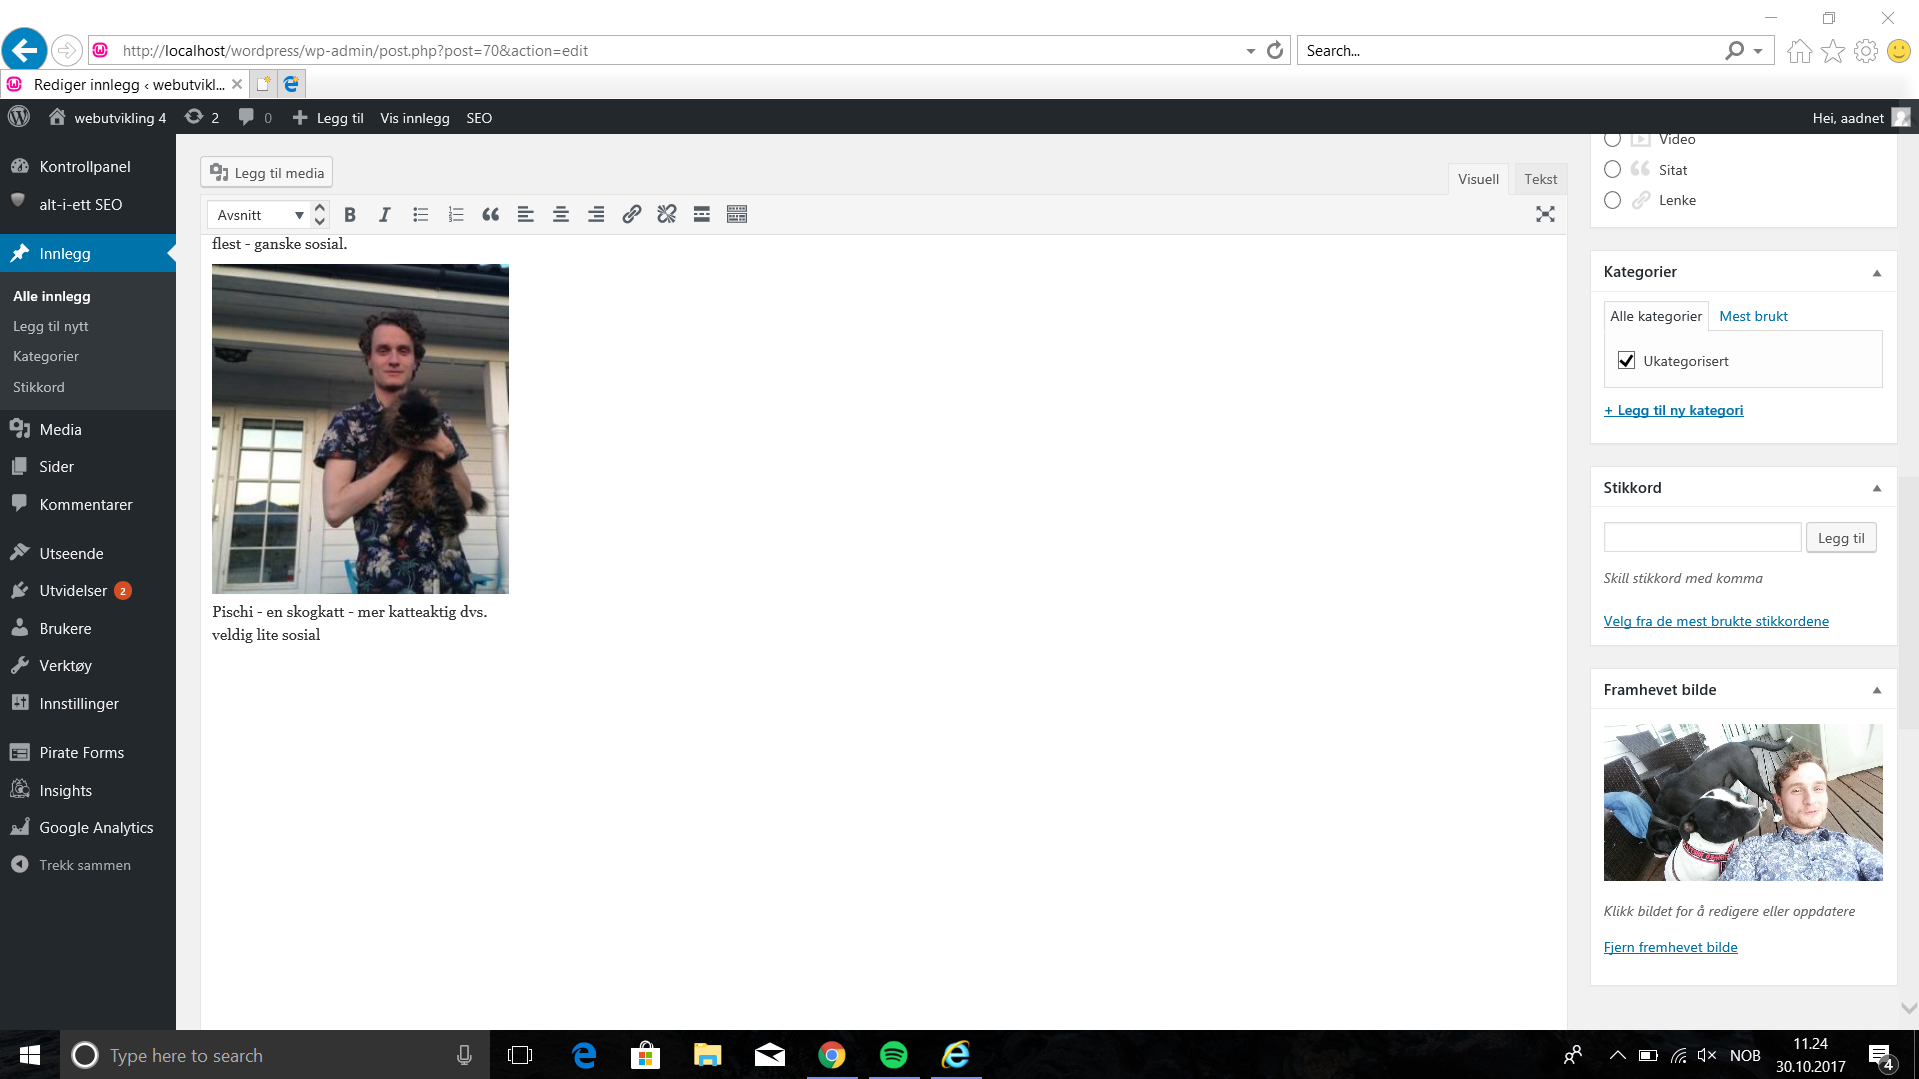 http://localhost/wordpress/wp-admin/post.php?post=70&action=edit
Search...
Rediger innlegg ‹ webutvikl...
webutvikling 4
2
0
Legg til
Vis innlegg
SEO
Hei, aadnet
Kontrollpanel
alt-i-ett SEO
Innlegg
Alle innlegg
Legg til nytt
Kategorier
Stikkord
Media
Sider
Kommentarer
Utseende
Utvidelser 2
Brukere
Verktøy
Innstillinger
Pirate Forms
Insights
Google Analytics
Trekk sammen
Legg til media
Visuell
Tekst
Avsnitt
flest - ganske sosial.
Pischi - en skogkatt - mer katteaktig dvs.
veldig lite sosial
Video
Sitat
Lenke
Kategorier
Alle kategorier
Mest brukt
Ukategorisert
+ Legg til ny kategori
Stikkord
Legg til
Skill stikkord med komma
Velg fra de mest brukte stikkordene
Framhevet bilde
Klikk bildet for å redigere eller oppdatere
Fjern fremhevet bilde
Type here to search
NOB
11.24
30.10.2017
4